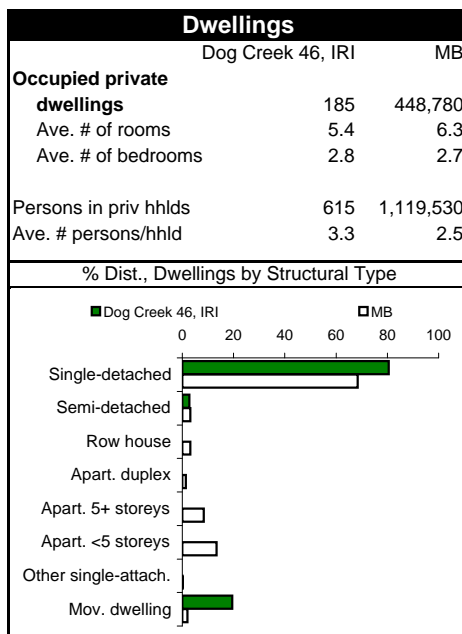 Dwellings
Dog Creek 46, IRI MB
Occupied private
dwellings 185 448,780
Ave. # of rooms 5.4 6.3
Ave. # of bedrooms 2.8 2.7
Persons in priv hhlds 615 1,119,530
Ave. # persons/hhld 3.3 2.5
% Dist., Dwellings by Structural Type
Dog Creek 46, IRI MB
0 20 40 60 80 100
Single-detached
Semi-detached
Row house
Apart. duplex
Apart. 5+ storeys
Apart. <5 storeys
Other single-attach.
Mov. dwelling